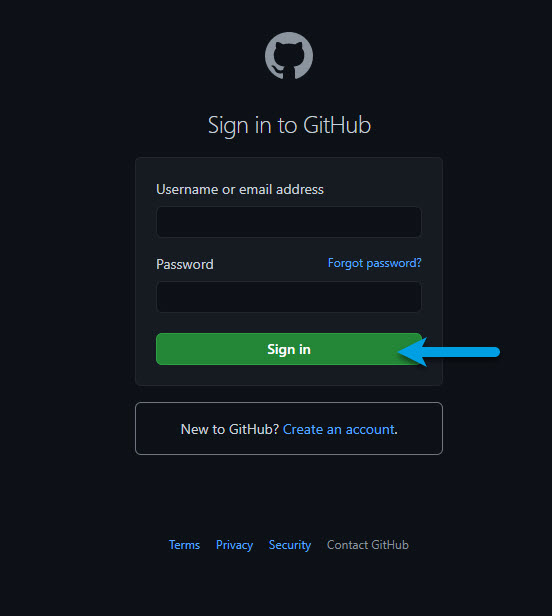 Sign in to GitHub
Username or email address
Password Forgot password?
Sign in
New to GitHub? Create an account.
Terms Privacy Security Contact GitHub